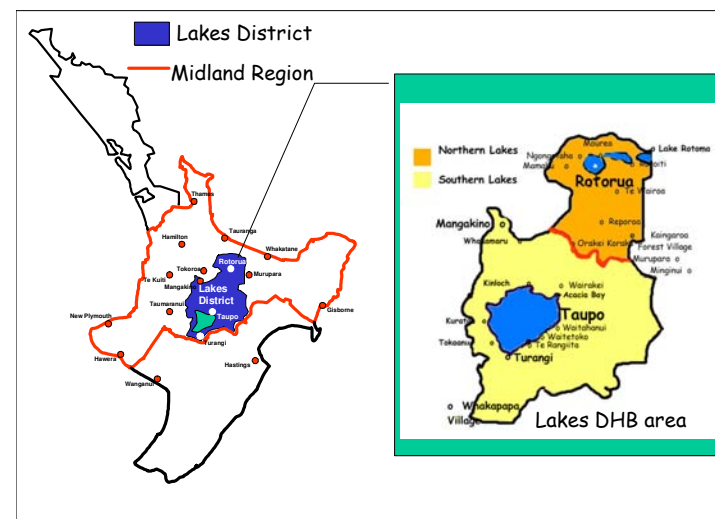 Lakes District
Midland Region
Thames
Tauranga
Hamilton
Whakatane
Rotorua
Tokoroa
Te Kuiti
Murupara
Mangakino
Lakes
District
Taumaranui
Taupo
Gisborne
New Plymouth
Turangi
Hawera
Hastings
Wanganui
Northern Lakes
Southern Lakes
Mourea
Lake Rotoma
Mamaku
Rotorua
Te Wairoa
Mangakino
Reporoa
Whakamaru
Orakei Korako
Kaingaroa
Forest Village
Murupara
Minginui
Kinloch
Wairakei
Acacia Bay
Taupo
Waitahanui
Waitetoko
Te Rangiita
Turangi
Whakapapa
Village
Lakes DHB area